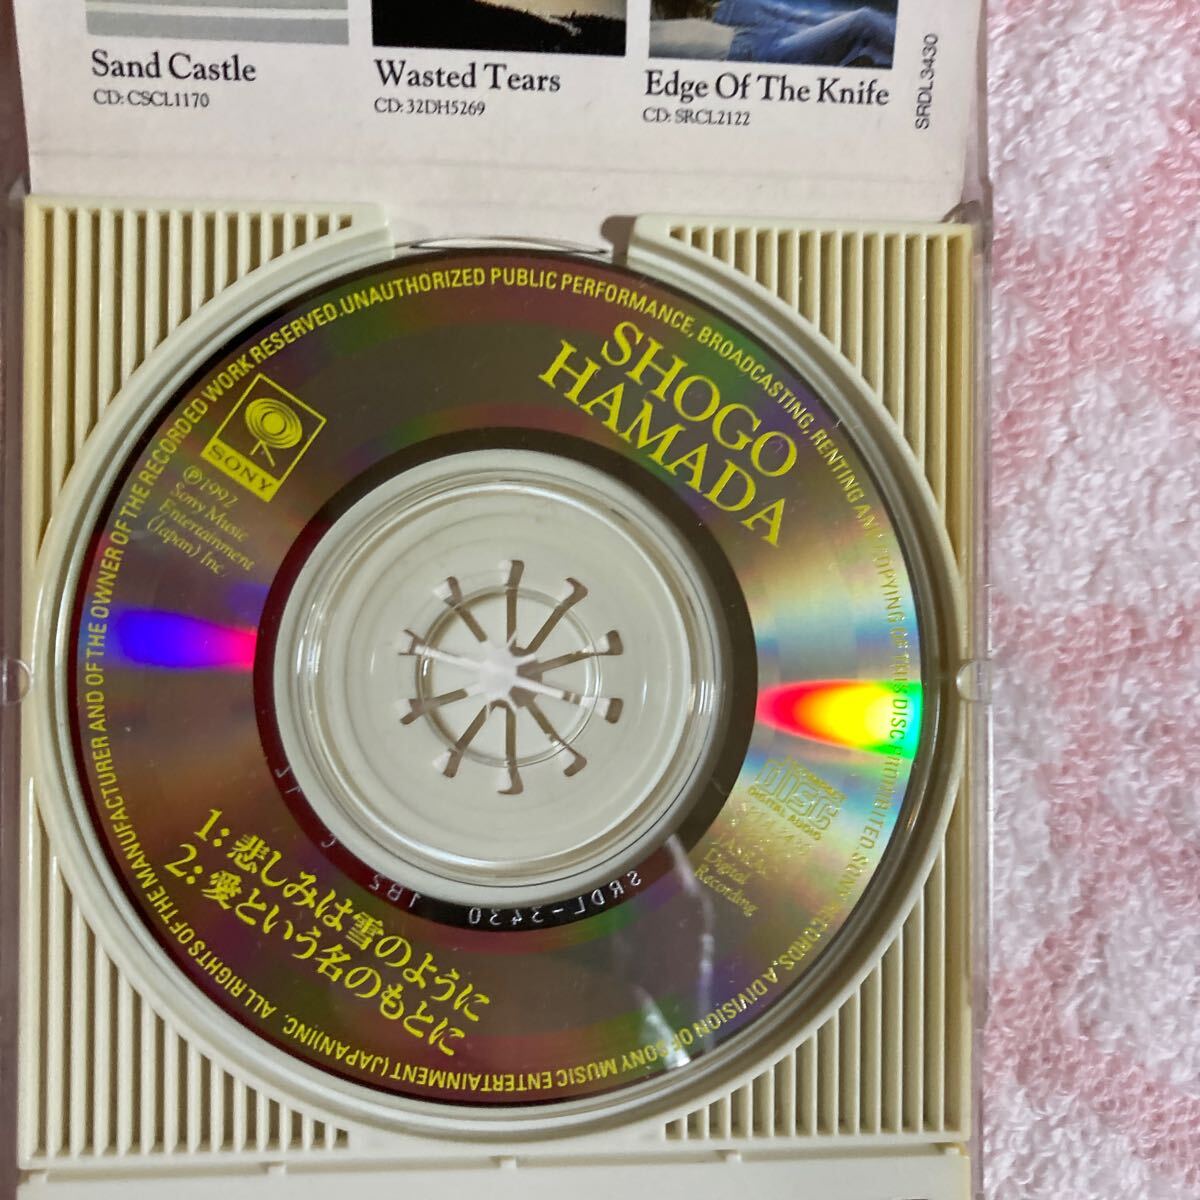 Sand Castle
CD: CSCL1170
Wasted Tears
CD: 32DH5269
Edge Of The Knife
CD: SRCL2122
SRDL3430
ALL RIGHTS OF THE MANUFACTURER AND OF THE OWNER OF THE RECORDED WORK RESERVED. UNAUTHORIZED PUBLIC PERFORMANCE, BROADCASTING, RENTING AND COPYING OF THIS DISC PROHIBITED. SONY RECORDS, A DIVISION OF SONY MUSIC ENTERTAINMENT (JAPAN) INC.
SHOGO
HAMADA
SONY
℗1992
Sony Music
Entertainment
(Japan) Inc.
COMPACT
DISC
DIGITAL AUDIO
Digital
Recording
1: 悲しみは雪のように
2: 愛という名のもとに
SRDL-3430